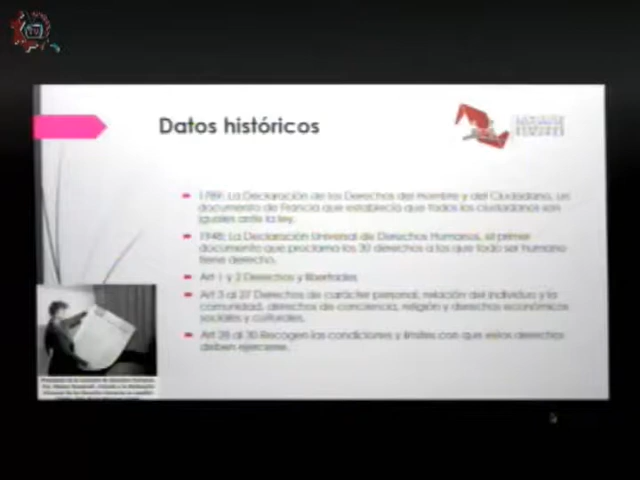 TV
Datos históricos
1789: La Declaración de los Derechos del Hombre y del Ciudadano, un
documento de Francia que establecía que todos los ciudadanos son
iguales ante la ley.
1948: La Declaración Universal de Derechos Humanos, el primer
documento que proclama los 30 derechos a los que todo ser humano
tiene derecho.
Art 1 y 2 Derechos y libertades
Art 3 al 27 Derechos de carácter personal, relación del individuo y la
comunidad, derechos de conciencia, religión y derechos económicos
sociales y culturales.
Art 28 al 30 Recogen las condiciones y límites con que estos derechos
deben ejercerse.